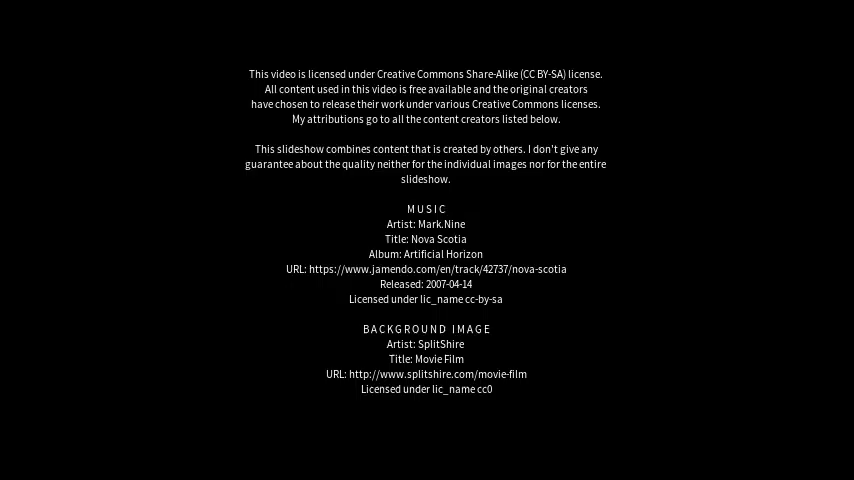 This video is licensed under Creative Commons Share-Alike (CC BY-SA) license.
All content used in this video is free available and the original creators
have chosen to release their work under various Creative Commons licenses.
My attributions go to all the content creators listed below.
This slideshow combines content that is created by others. I don't give any
guarantee about the quality neither for the individual images nor for the entire
slideshow.
MUSIC
Artist: Mark.Nine
Title: Nova Scotia
Album: Artificial Horizon
URL: https://www.jamendo.com/en/track/42737/nova-scotia
Released: 2007-04-14
Licensed under lic_name cc-by-sa
BACKGROUND IMAGE
Artist: SplitShire
Title: Movie Film
URL: http://www.splitshire.com/movie-film
Licensed under lic_name cc0